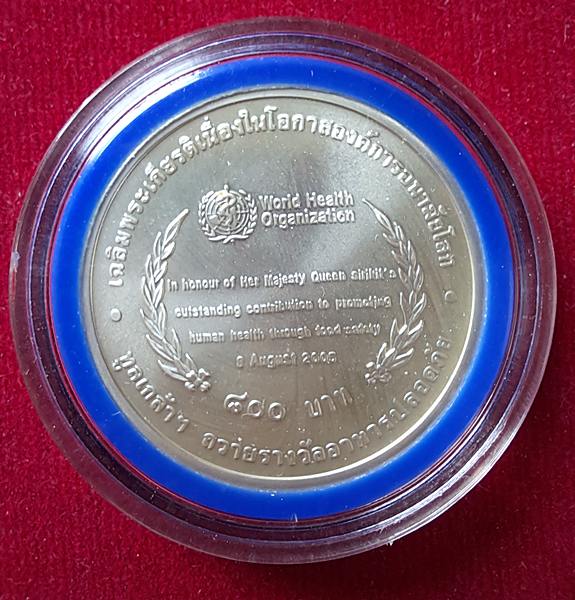 เฉลิมพระเกียรติเนื่องในโอกาสองค์การอนามัยโลก
World Health
Organization
In honour of Her Majesty Queen Sirikit's
outstanding contribution to promoting
human health through food safety
August 2005
๘๐๐ บาท
ทูลเกล้าฯ ถวายรางวัลอาหารปลอดภัย